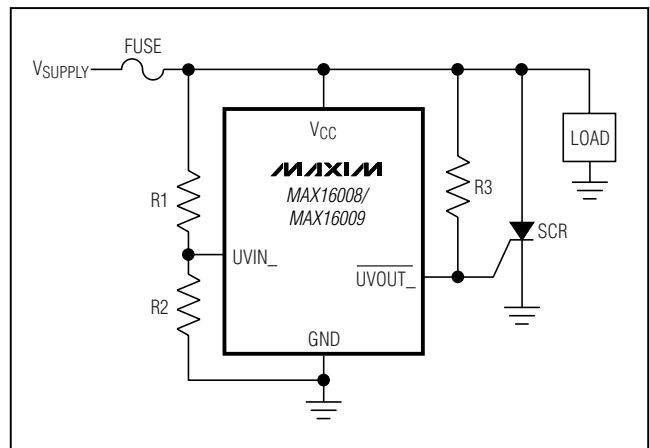 FUSE
VSUPPLY
VCC
MAXIM
MAX16008/
MAX16009
R1
R2
R3
UVIN_
UVOUT_
GND
LOAD
SCR